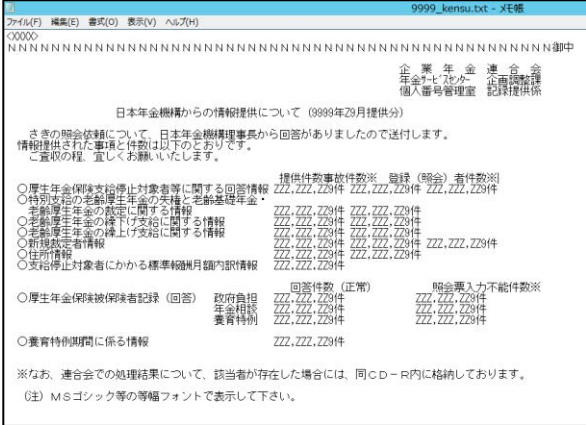 9999_kensu.txt - メモ帳
ファイル(F) 編集(E) 書式(O) 表示(V) ヘルプ(H)
<XXXX>
NNNNNNNNNNNNNNNNNNNNNNNNNNNNNNNNNNNNNNNNNNNNNNNNNN御中
企業年金連合会
年金サービスセンター 企画調整課
個人番号管理室 記録提供係
日本年金機構からの情報提供について (9999年Z9月提供分)
さきの照会依頼について、日本年金機構理事長から回答がありましたので送付します。
情報提供された事項と件数は以下のとおりです。
ご査収の程、宜しくお願いいたします。
提供件数事故件数※ 登録(照会)者件数※
○厚生年金保険支給停止対象者等に関する回答情報 ZZZ,ZZZ,ZZ9件 ZZZ,ZZZ,ZZ9件 ZZZ,ZZZ,ZZ9件
○特別支給の老齢厚生年金の失権と老齢基礎年金・
老齢厚生年金の裁定に関する情報 ZZZ,ZZZ,ZZ9件 ZZZ,ZZZ,ZZ9件
○老齢厚生年金の繰下げ支給に関する情報 ZZZ,ZZZ,ZZ9件 ZZZ,ZZZ,ZZ9件
○老齢厚生年金の繰上げ支給に関する情報 ZZZ,ZZZ,ZZ9件 ZZZ,ZZZ,ZZ9件
○新規裁定者情報 ZZZ,ZZZ,ZZ9件 ZZZ,ZZZ,ZZ9件 ZZZ,ZZZ,ZZ9件
○住所情報 ZZZ,ZZZ,ZZ9件 ZZZ,ZZZ,ZZ9件
○支給停止対象者にかかる標準報酬月額内訳情報 ZZZ,ZZZ,ZZ9件 ZZZ,ZZZ,ZZ9件
回答件数(正常) 照会票入力不能件数※
○厚生年金保険被保険者記録(回答) 政府負担 ZZZ,ZZZ,ZZ9件 ZZZ,ZZZ,ZZ9件
年金相談 ZZZ,ZZZ,ZZ9件 ZZZ,ZZZ,ZZ9件
養育特例 ZZZ,ZZZ,ZZ9件 ZZZ,ZZZ,ZZ9件
○養育特例期間に係る情報 ZZZ,ZZZ,ZZ9件
※なお、連合会での処理結果について、該当者が存在した場合には、同CD-R内に格納しております。
(注) MSゴシック等の等幅フォントで表示して下さい。